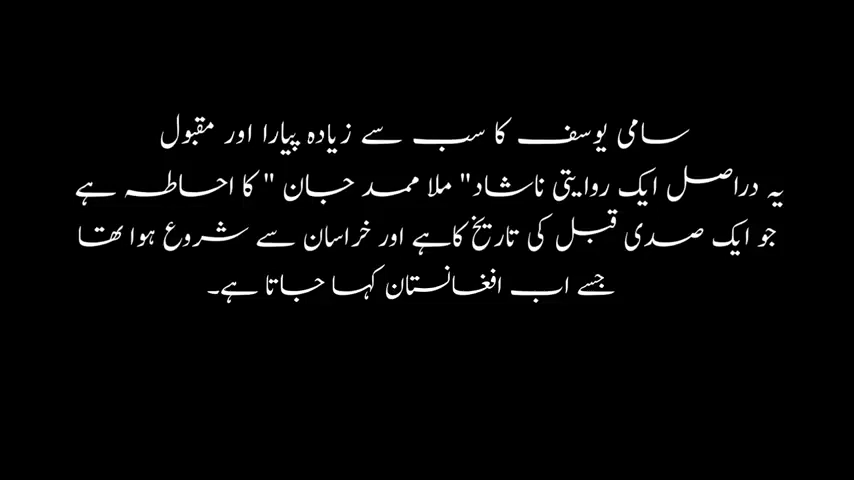 سامی یوسف کا سب سے زیادہ پیارا اور مقبول
یہ دراصل ایک روایتی ناشاد" ملا ممد جان " کا احاطہ ہے
جو ایک صدی قبل کی تاریخ کاہے اور خراسان سے شروع ہوا تھا
جسے اب افغانستان کہا جاتا ہے۔